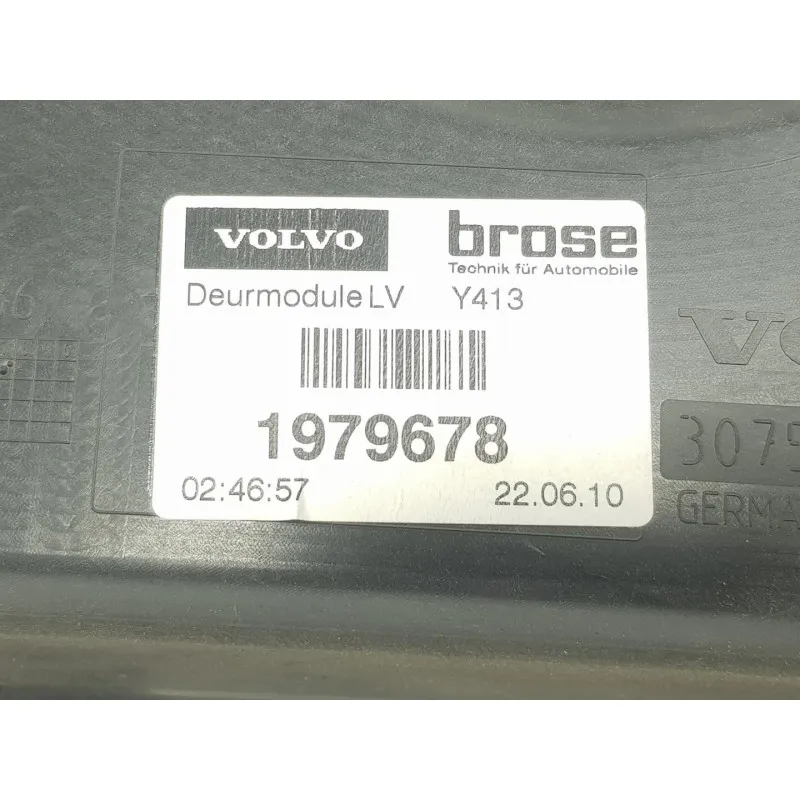 VOLVO
brose
Technik für Automobile
Deurmodule LV Y413
1979678
02:46:57 22.06.10